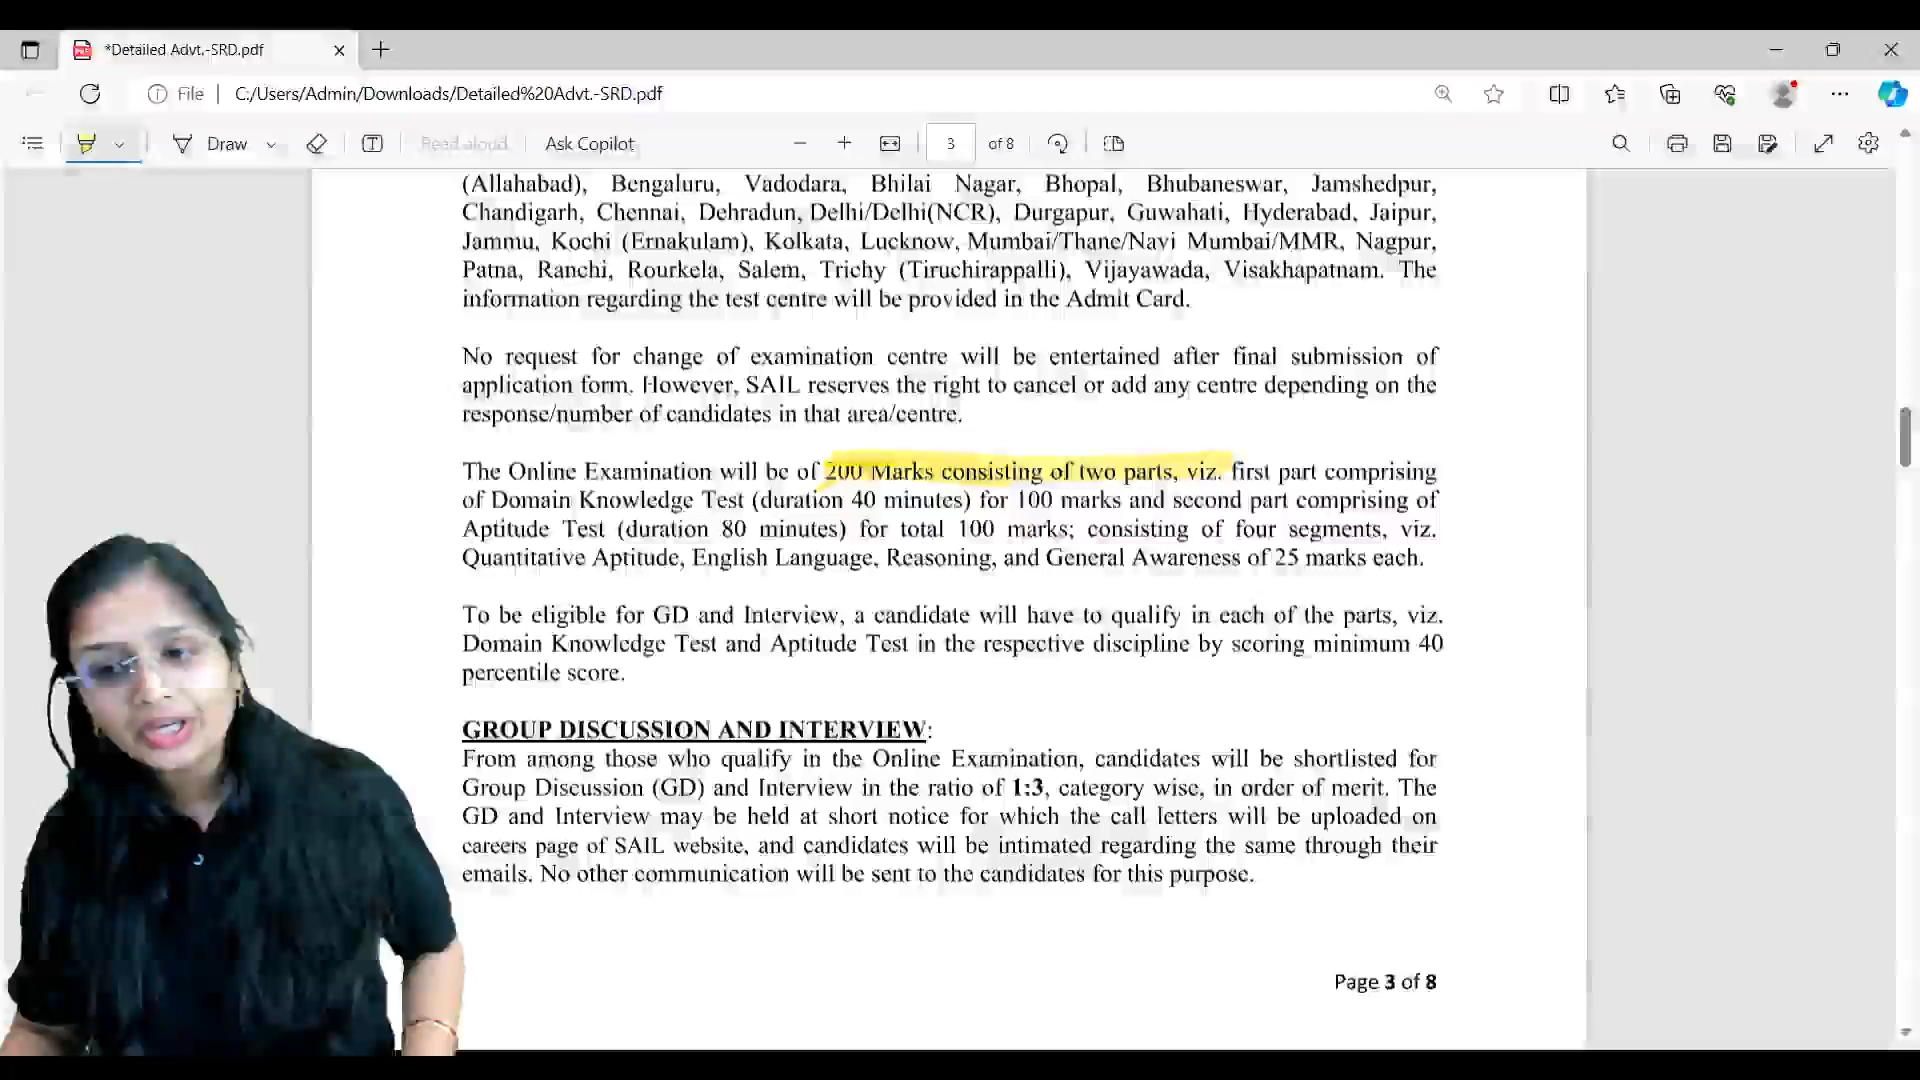 *Detailed Advt.-SRD.pdf
File
C:/Users/Admin/Downloads/Detailed%20Advt.-SRD.pdf
Draw
Read aloud
Ask Copilot
3 of 8
(Allahabad), Bengaluru, Vadodara, Bhilai Nagar, Bhopal, Bhubaneswar, Jamshedpur,
Chandigarh, Chennai, Dehradun, Delhi/Delhi(NCR), Durgapur, Guwahati, Hyderabad, Jaipur,
Jammu, Kochi (Ernakulam), Kolkata, Lucknow, Mumbai/Thane/Navi Mumbai/MMR, Nagpur,
Patna, Ranchi, Rourkela, Salem, Trichy (Tiruchirappalli), Vijayawada, Visakhapatnam. The
information regarding the test centre will be provided in the Admit Card.
No request for change of examination centre will be entertained after final submission of
application form. However, SAIL reserves the right to cancel or add any centre depending on the
response/number of candidates in that area/centre.
The Online Examination will be of 200 Marks consisting of two parts, viz. first part comprising
of Domain Knowledge Test (duration 40 minutes) for 100 marks and second part comprising of
Aptitude Test (duration 80 minutes) for total 100 marks; consisting of four segments, viz.
Quantitative Aptitude, English Language, Reasoning, and General Awareness of 25 marks each.
To be eligible for GD and Interview, a candidate will have to qualify in each of the parts, viz.
Domain Knowledge Test and Aptitude Test in the respective discipline by scoring minimum 40
percentile score.
GROUP DISCUSSION AND INTERVIEW:
From among those who qualify in the Online Examination, candidates will be shortlisted for
Group Discussion (GD) and Interview in the ratio of 1:3, category wise, in order of merit. The
GD and Interview may be held at short notice for which the call letters will be uploaded on
careers page of SAIL website, and candidates will be intimated regarding the same through their
emails. No other communication will be sent to the candidates for this purpose.
Page 3 of 8